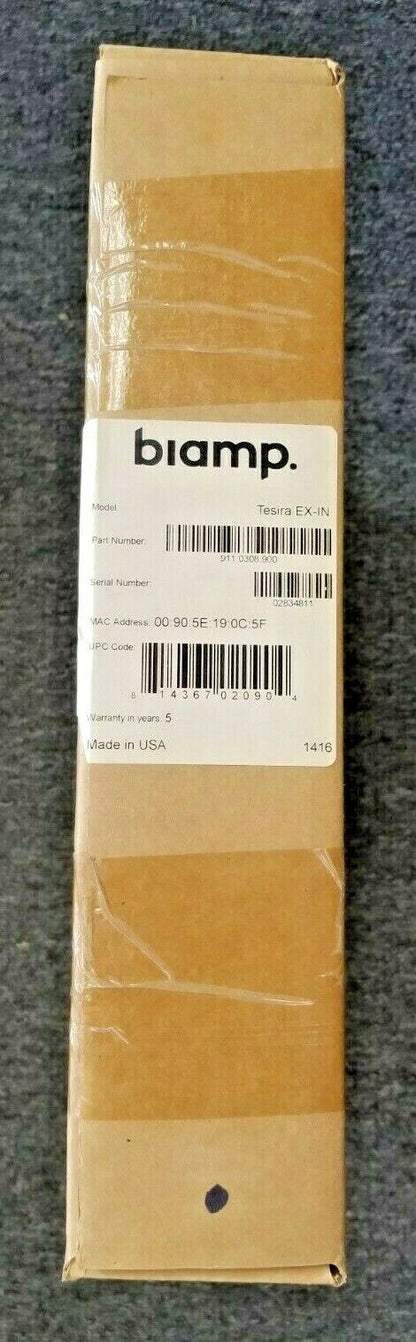 biamp.
Model Tesira EX-IN
Part Number: 911.0308.900
Serial Number: 02834811
MAC Address: 00:90:5E:19:0C:5F
UPC Code: 8 14367 02090 4
Warranty in years: 5
Made in USA 1416